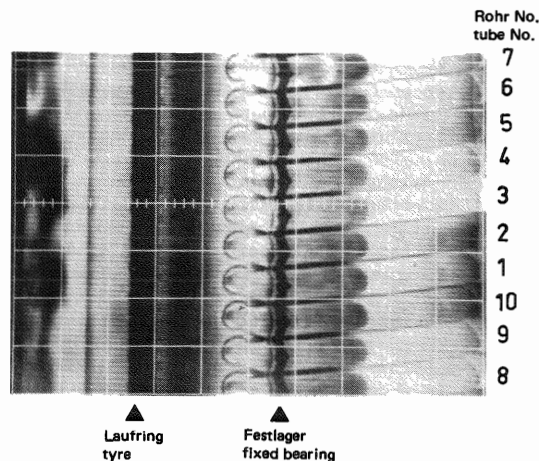 Rohr No.
tube No.
7
6
5
4
3
2
1
10
9
8
Laufring
tyre
Festlager
fixed bearing